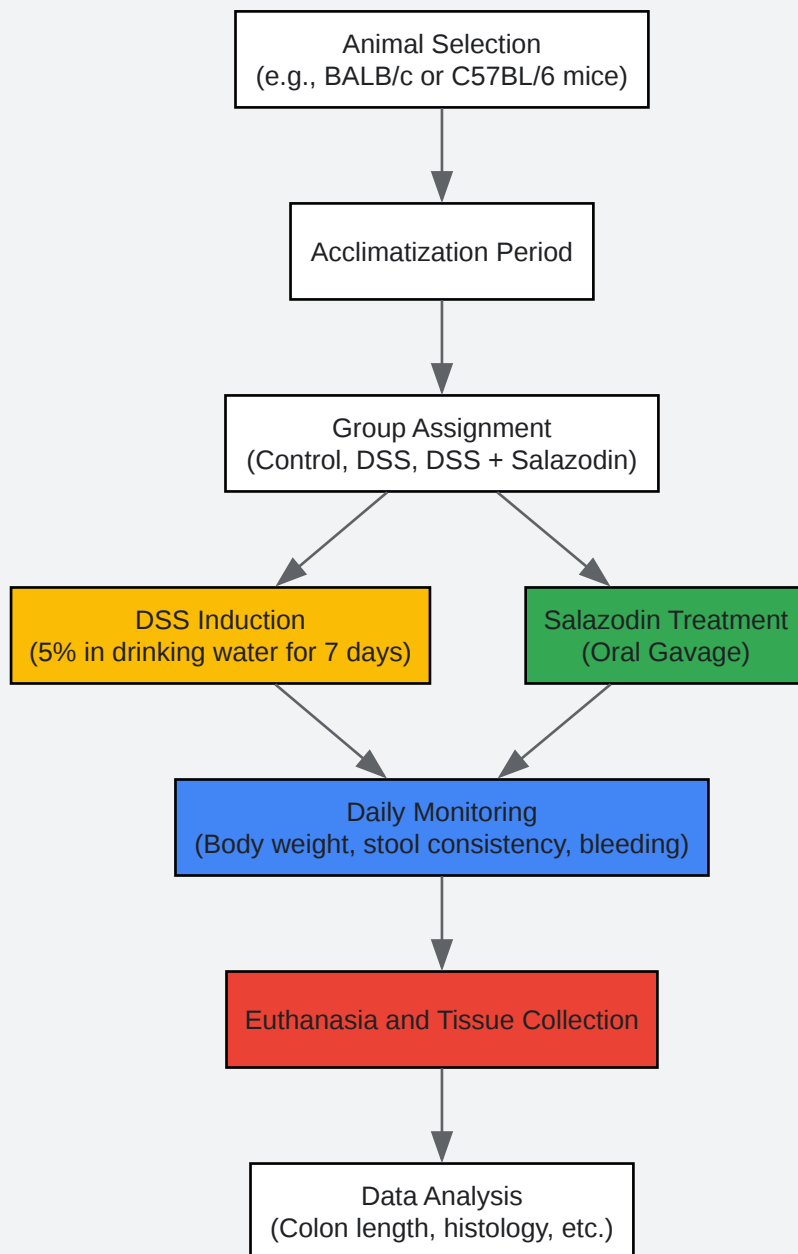 Animal Selection
(e.g., BALB/c or C57BL/6 mice)
Acclimatization Period
Group Assignment
(Control, DSS, DSS + Salazodin)
DSS Induction
(5% in drinking water for 7 days)
Salazodin Treatment
(Oral Gavage)
Daily Monitoring
(Body weight, stool consistency, bleeding)
Euthanasia and Tissue Collection
Data Analysis
(Colon length, histology, etc.)